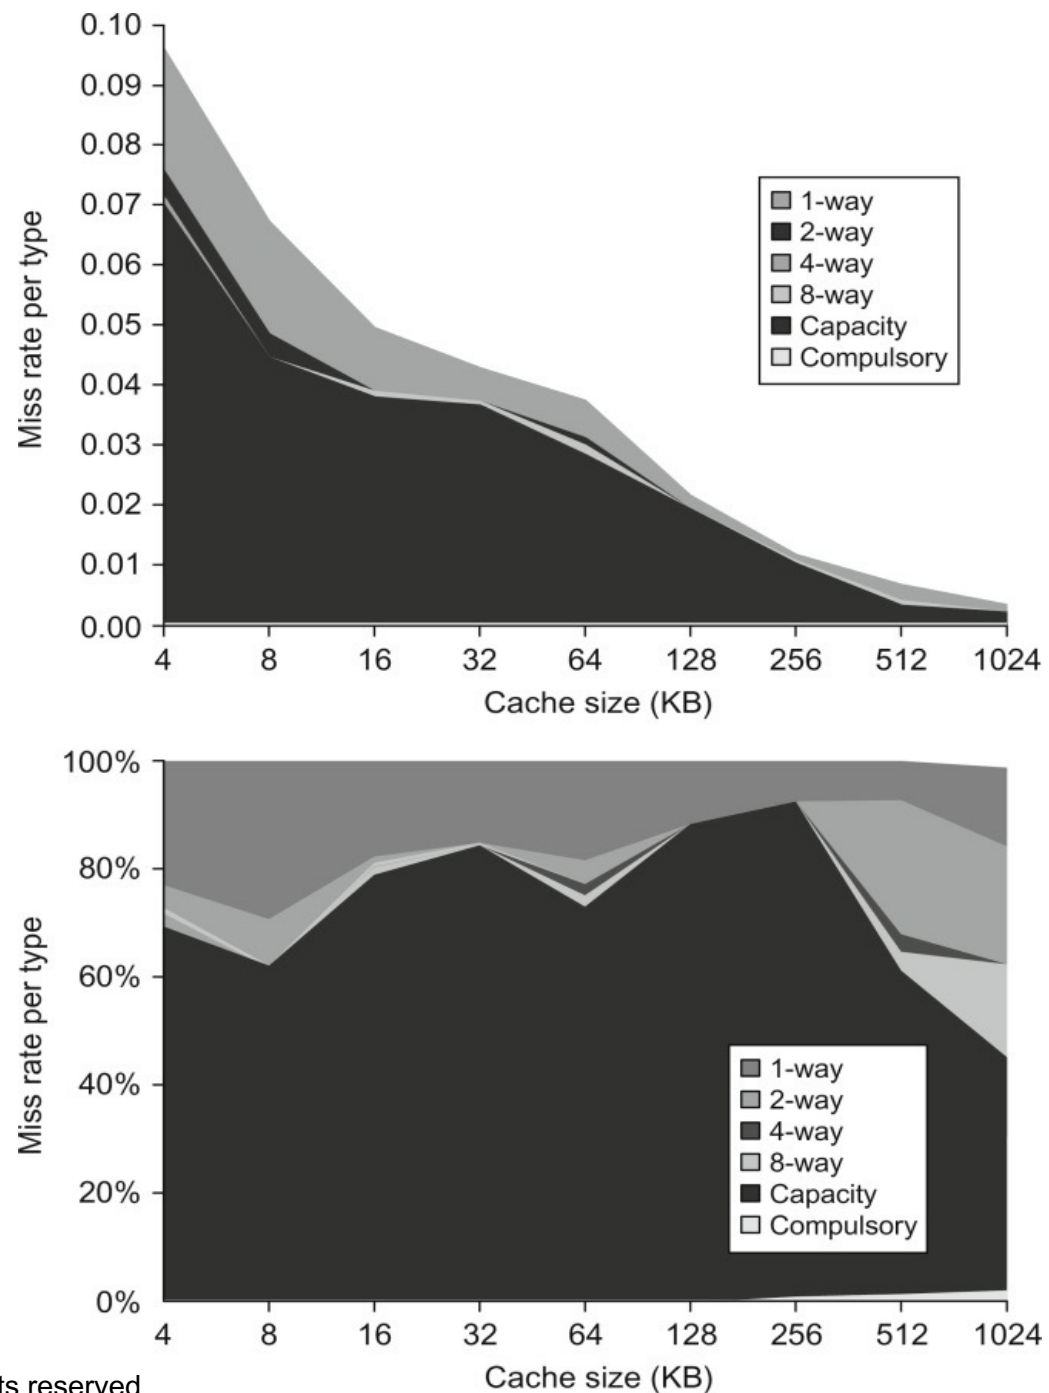 0.10
0.09
0.08
0.07
0.06
0.05
0.04
0.03
0.02
0.01
0.00
Miss rate per type
1-way
2-way
4-way
8-way
Capacity
Compulsory
4 8 16 32 64 128 256 512 1024
Cache size (KB)
100%
80%
60%
40%
20%
0%
Miss rate per type
1-way
2-way
4-way
8-way
Capacity
Compulsory
4 8 16 32 64 128 256 512 1024
Cache size (KB)
ts reserved